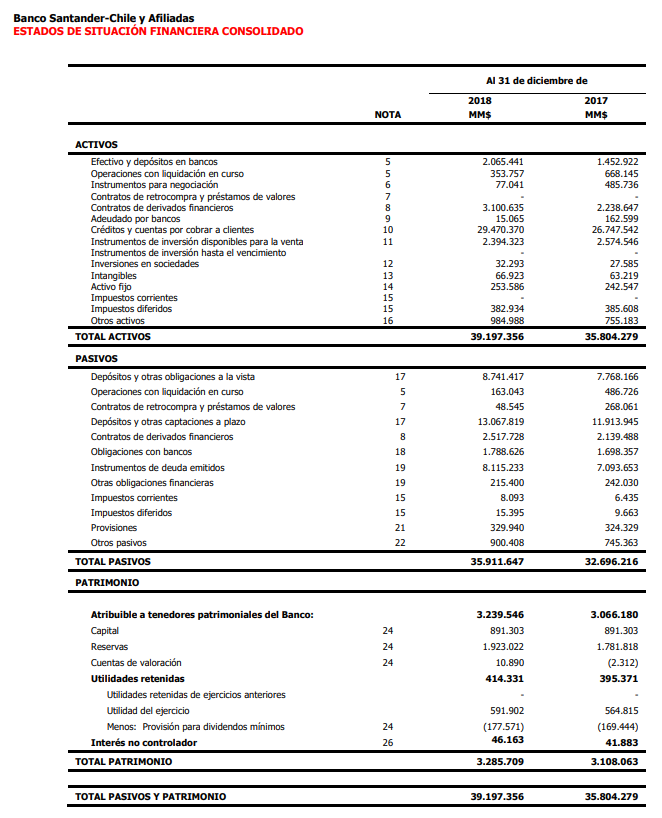 Banco Santander-Chile y Afiliadas
ESTADOS DE SITUACIÓN FINANCIERA CONSOLIDADO
Al 31 de diciembre de
2018 2017
NOTA MM$ MM$
ACTIVOS
Efectivo y depósitos en bancos 5 2.065.441 1.452.922
Operaciones con liquidación en curso 5 353.757 668.145
Instrumentos para negociación 6 77.041 485.736
Contratos de retrocompra y préstamos de valores 7 - -
Contratos de derivados financieros 8 3.100.635 2.238.647
Adeudado por bancos 9 15.065 162.599
Créditos y cuentas por cobrar a clientes 10 29.470.370 26.747.542
Instrumentos de inversión disponibles para la venta 11 2.394.323 2.574.546
Instrumentos de inversión hasta el vencimiento
Inversiones en sociedades 12 32.293 27.585
Intangibles 13 66.923 63.219
Activo fijo 14 253.586 242.547
Impuestos corrientes 15 - -
Impuestos diferidos 15 382.934 385.608
Otros activos 16 984.988 755.183
TOTAL ACTIVOS 39.197.356 35.804.279
PASIVOS
Depósitos y otras obligaciones a la vista 17 8.741.417 7.768.166
Operaciones con liquidación en curso 5 163.043 486.726
Contratos de retrocompra y préstamos de valores 7 48.545 268.061
Depósitos y otras captaciones a plazo 17 13.067.819 11.913.945
Contratos de derivados financieros 8 2.517.728 2.139.488
Obligaciones con bancos 18 1.788.626 1.698.357
Instrumentos de deuda emitidos 19 8.115.233 7.093.653
Otras obligaciones financieras 19 215.400 242.030
Impuestos corrientes 15 8.093 6.435
Impuestos diferidos 15 15.395 9.663
Provisiones 21 329.940 324.329
Otros pasivos 22 900.408 745.363
TOTAL PASIVOS 35.911.647 32.696.216
PATRIMONIO
Atribuible a tenedores patrimoniales del Banco: 3.239.546 3.066.180
Capital 24 891.303 891.303
Reservas 24 1.923.022 1.781.818
Cuentas de valoración 24 10.890 (2.312)
Utilidades retenidas 414.331 395.371
Utilidades retenidas de ejercicios anteriores - -
Utilidad del ejercicio 591.902 564.815
Menos: Provisión para dividendos mínimos 24 (177.571) (169.444)
Interés no controlador 26 46.163 41.883
TOTAL PATRIMONIO 3.285.709 3.108.063
TOTAL PASIVOS Y PATRIMONIO 39.197.356 35.804.279